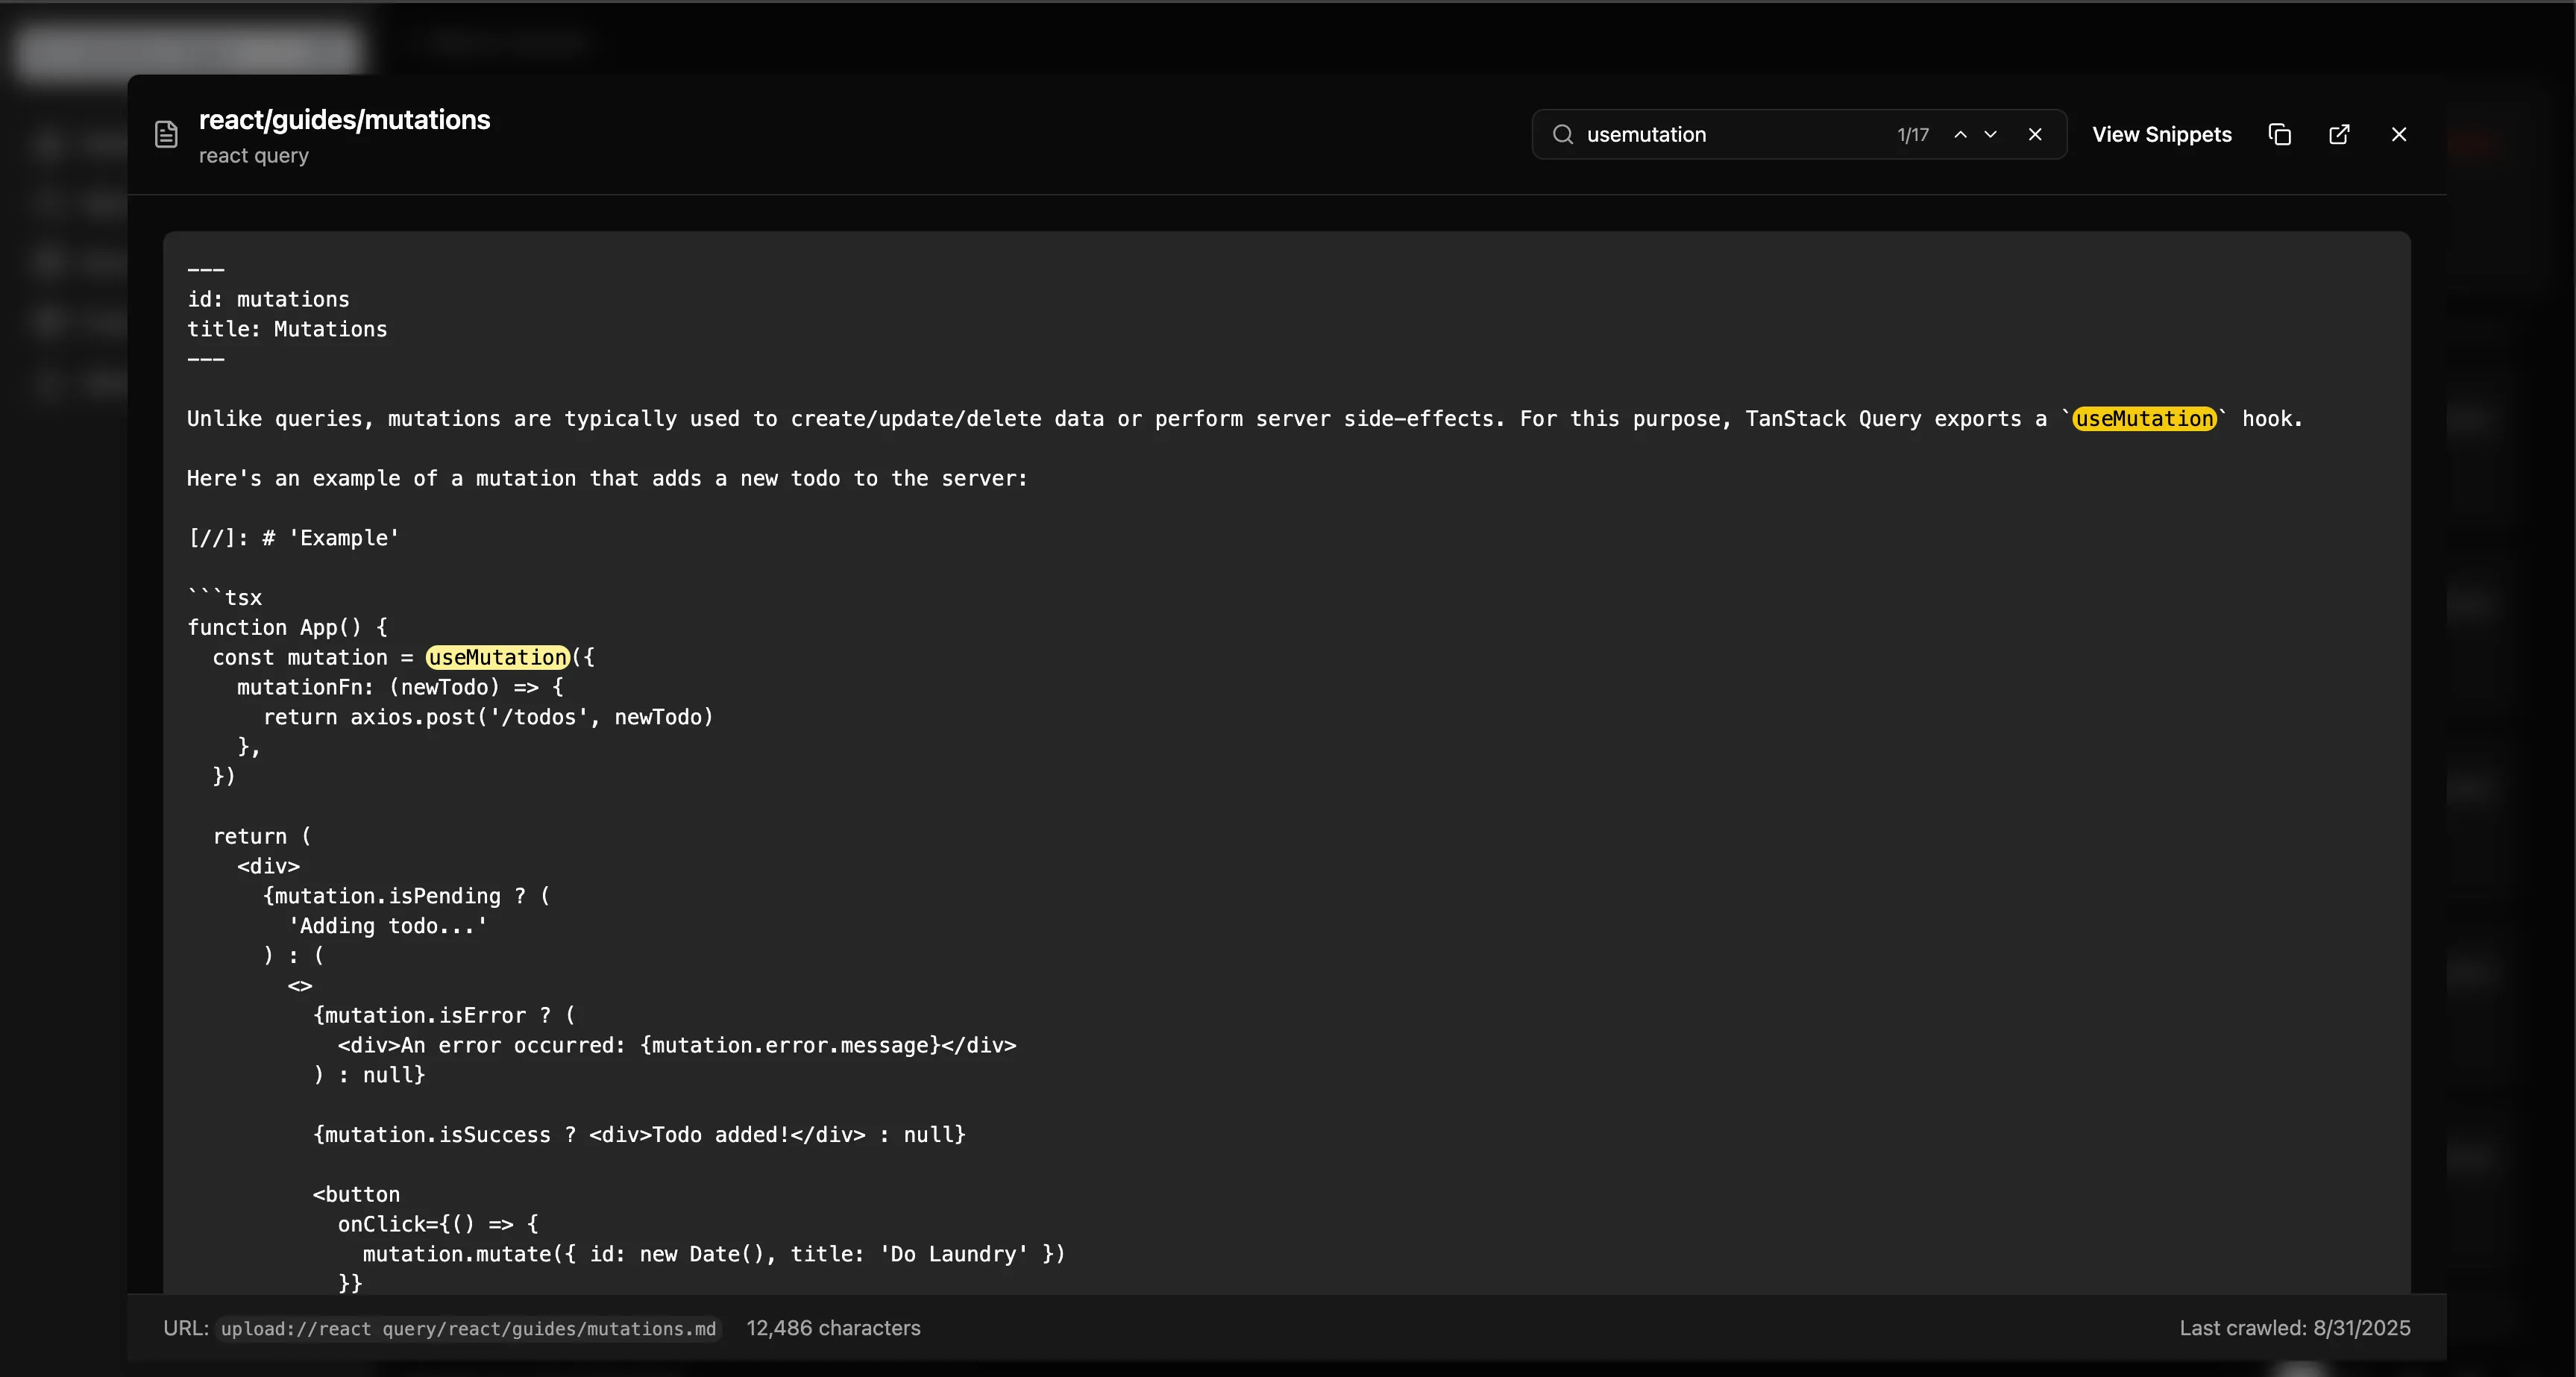 react/guides/mutations
react query
usemutation
1/17
View Snippets
---
id: mutations
title: Mutations
---
Unlike queries, mutations are typically used to create/update/delete data or perform server side-effects. For this purpose, TanStack Query exports a `useMutation` hook.
Here's an example of a mutation that adds a new todo to the server:
[//]: # 'Example'
```tsx
function App() {
  const mutation = useMutation({
    mutationFn: (newTodo) => {
      return axios.post('/todos', newTodo)
    },
  })
  return (
    <div>
      {mutation.isPending ? (
        'Adding todo...'
      ) : (
        <>
          {mutation.isError ? (
            <div>An error occurred: {mutation.error.message}</div>
          ) : null}
          {mutation.isSuccess ? <div>Todo added!</div> : null}
          <button
            onClick={() => {
              mutation.mutate({ id: new Date(), title: 'Do Laundry' })
            }}
URL: upload://react query/react/guides/mutations.md 12,486 characters
Last crawled: 8/31/2025